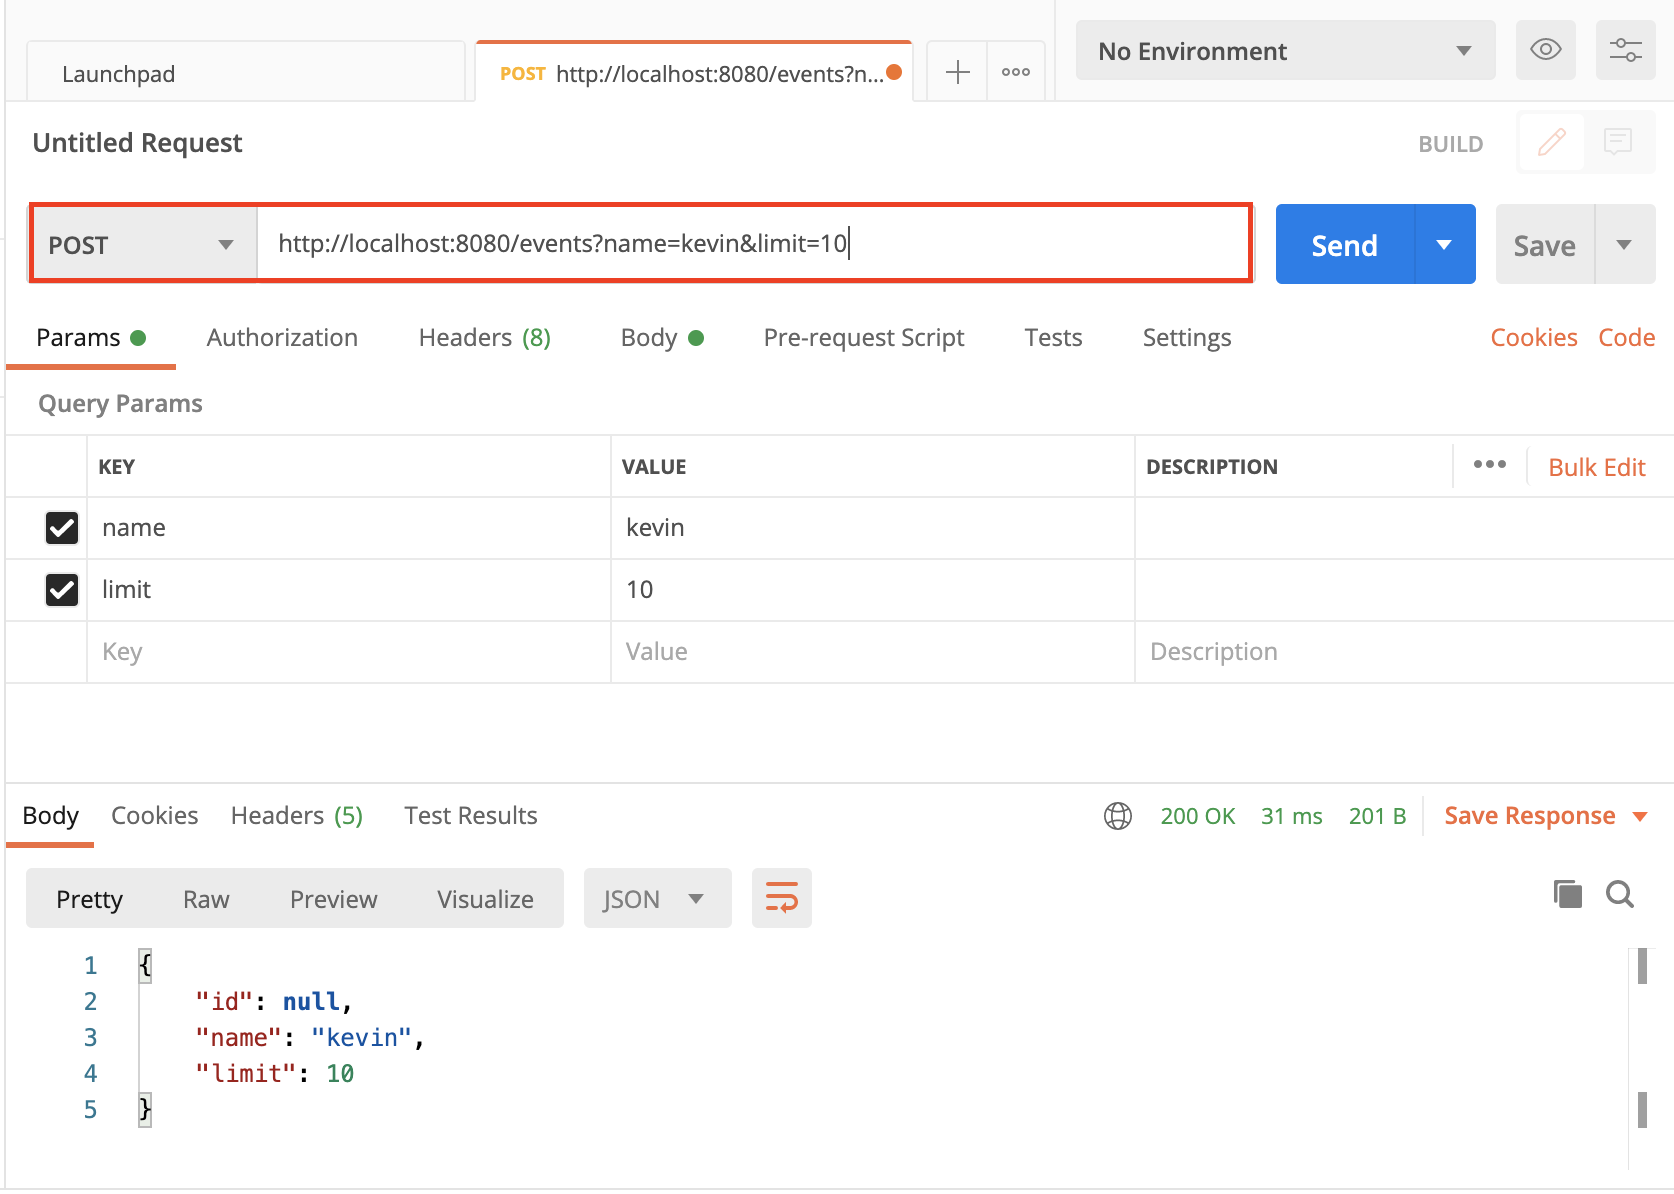 Launchpad
POST http://localhost:8080/events?n...
No Environment
Untitled Request
BUILD
POST http://localhost:8080/events?name=kevin&limit=10
Send
Save
Params Authorization Headers (8) Body Pre-request Script Tests Settings Cookies Code
Query Params
KEY VALUE DESCRIPTION Bulk Edit
name kevin
limit 10
Key Value Description
Body Cookies Headers (5) Test Results 200 OK 31 ms 201 B Save Response
Pretty Raw Preview Visualize JSON
1 {
2 "id": null,
3 "name": "kevin",
4 "limit": 10
5 }